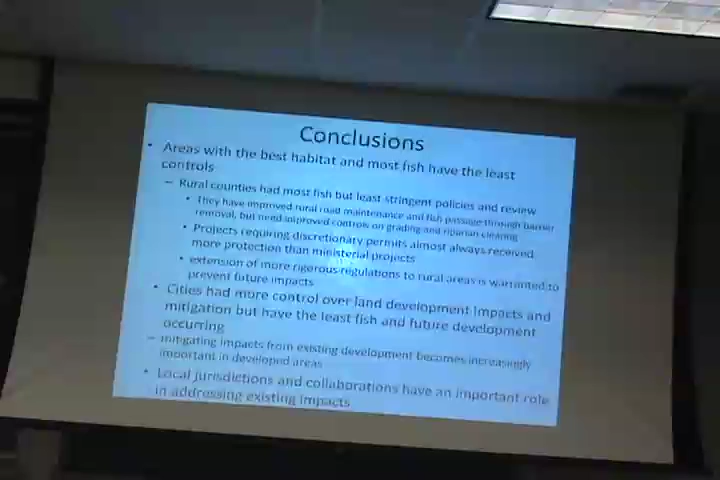 Conclusions
• Areas with the best habitat and most fish have the least
controls
– Rural counties had most fish but least stringent policies and review
• They have improved rural road maintenance and fish passage through barrier
removal, but need improved controls on grading and riparian clearing
• Projects requiring discretionary permits almost always received
more protection than ministerial projects
• extension of more rigorous regulations to rural areas is warranted to
prevent future impacts
• Cities had more control over land development impacts and
mitigation but have the least fish and future development
occurring
– mitigating impacts from existing development becomes increasingly
important in developed areas
• Local jurisdictions and collaborations have an important role
in addressing existing impacts